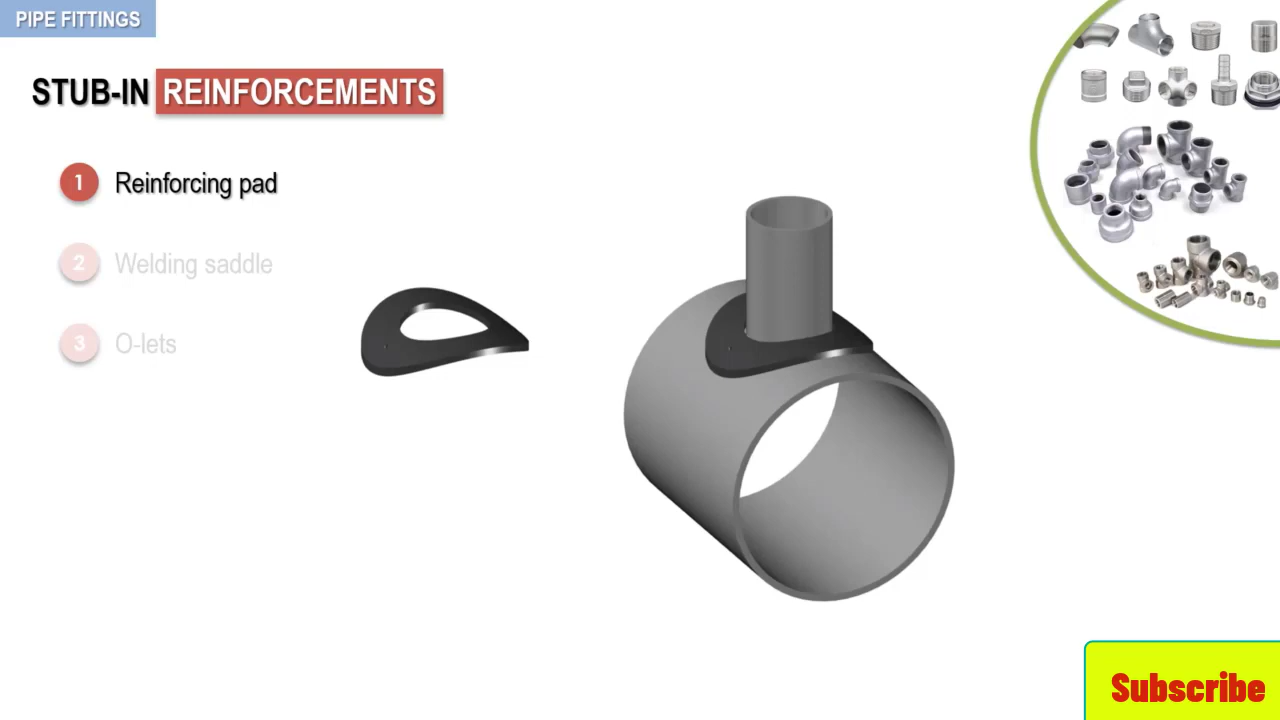 PIPE FITTINGS
STUB-IN REINFORCEMENTS
1 Reinforcing pad
2 Welding saddle
3 O-lets
Subscribe